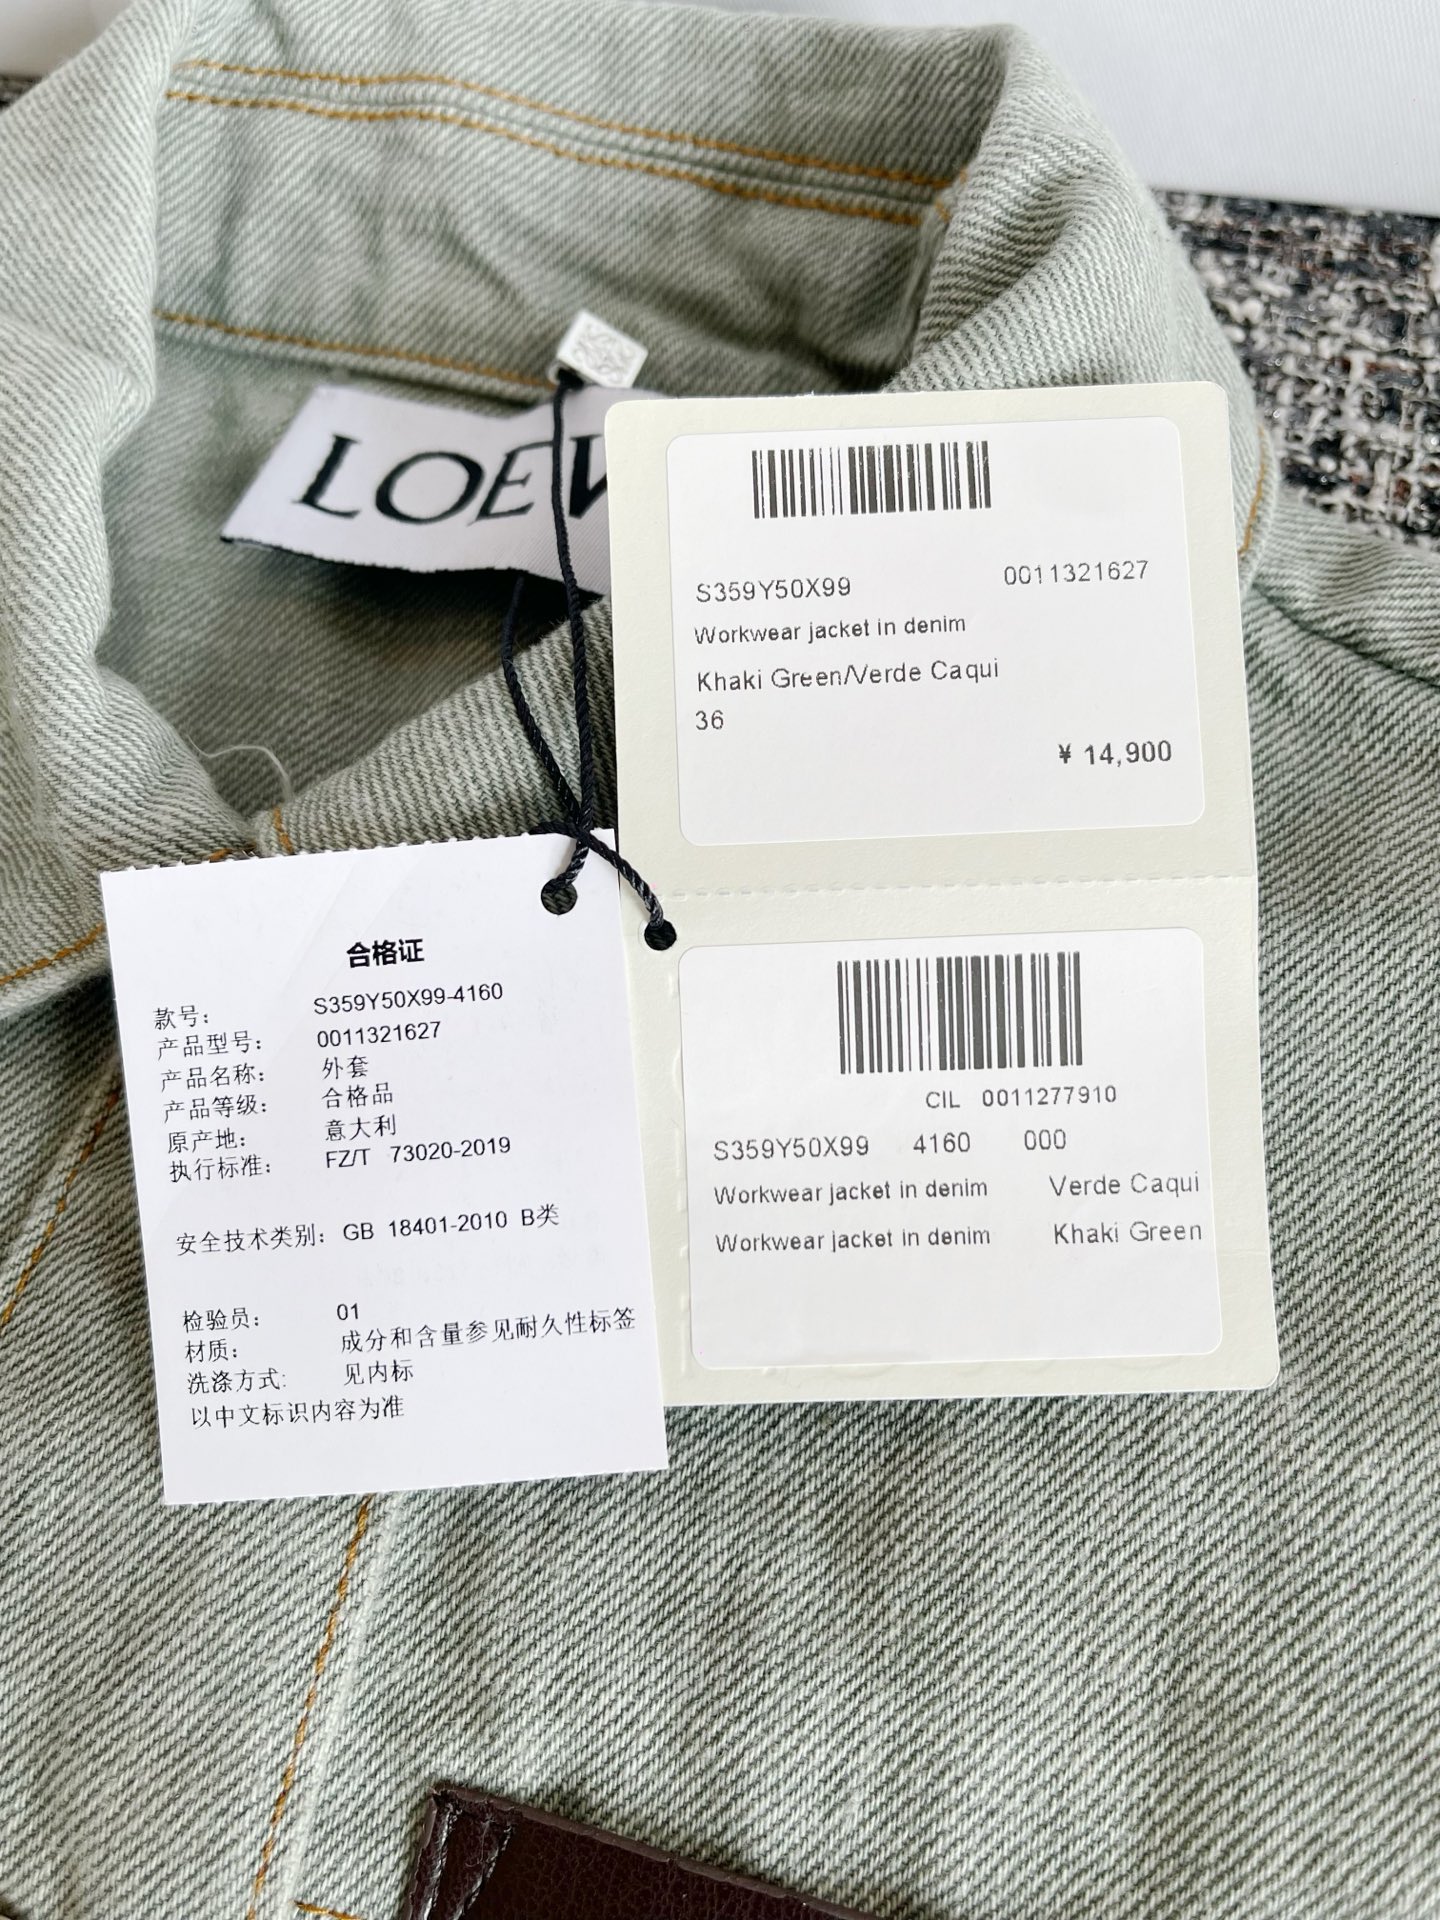 LOEW
S359Y50X99 0011321627
Workwear jacket in denim
Khaki Green/Verde Caqui
36
¥ 14,900
CIL 0011277910
S359Y50X99 4160 000
Workwear jacket in denim Verde Caqui
Workwear jacket in denim Khaki Green
合格证
款号: S359Y50X99-4160
产品型号: 0011321627
产品名称: 外套
产品等级: 合格品
原产地: 意大利
执行标准: FZ/T 73020-2019
安全技术类别: GB 18401-2010 B类
检验员: 01
材质: 成分和含量参见耐久性标签
洗涤方式: 见内标
以中文标识内容为准